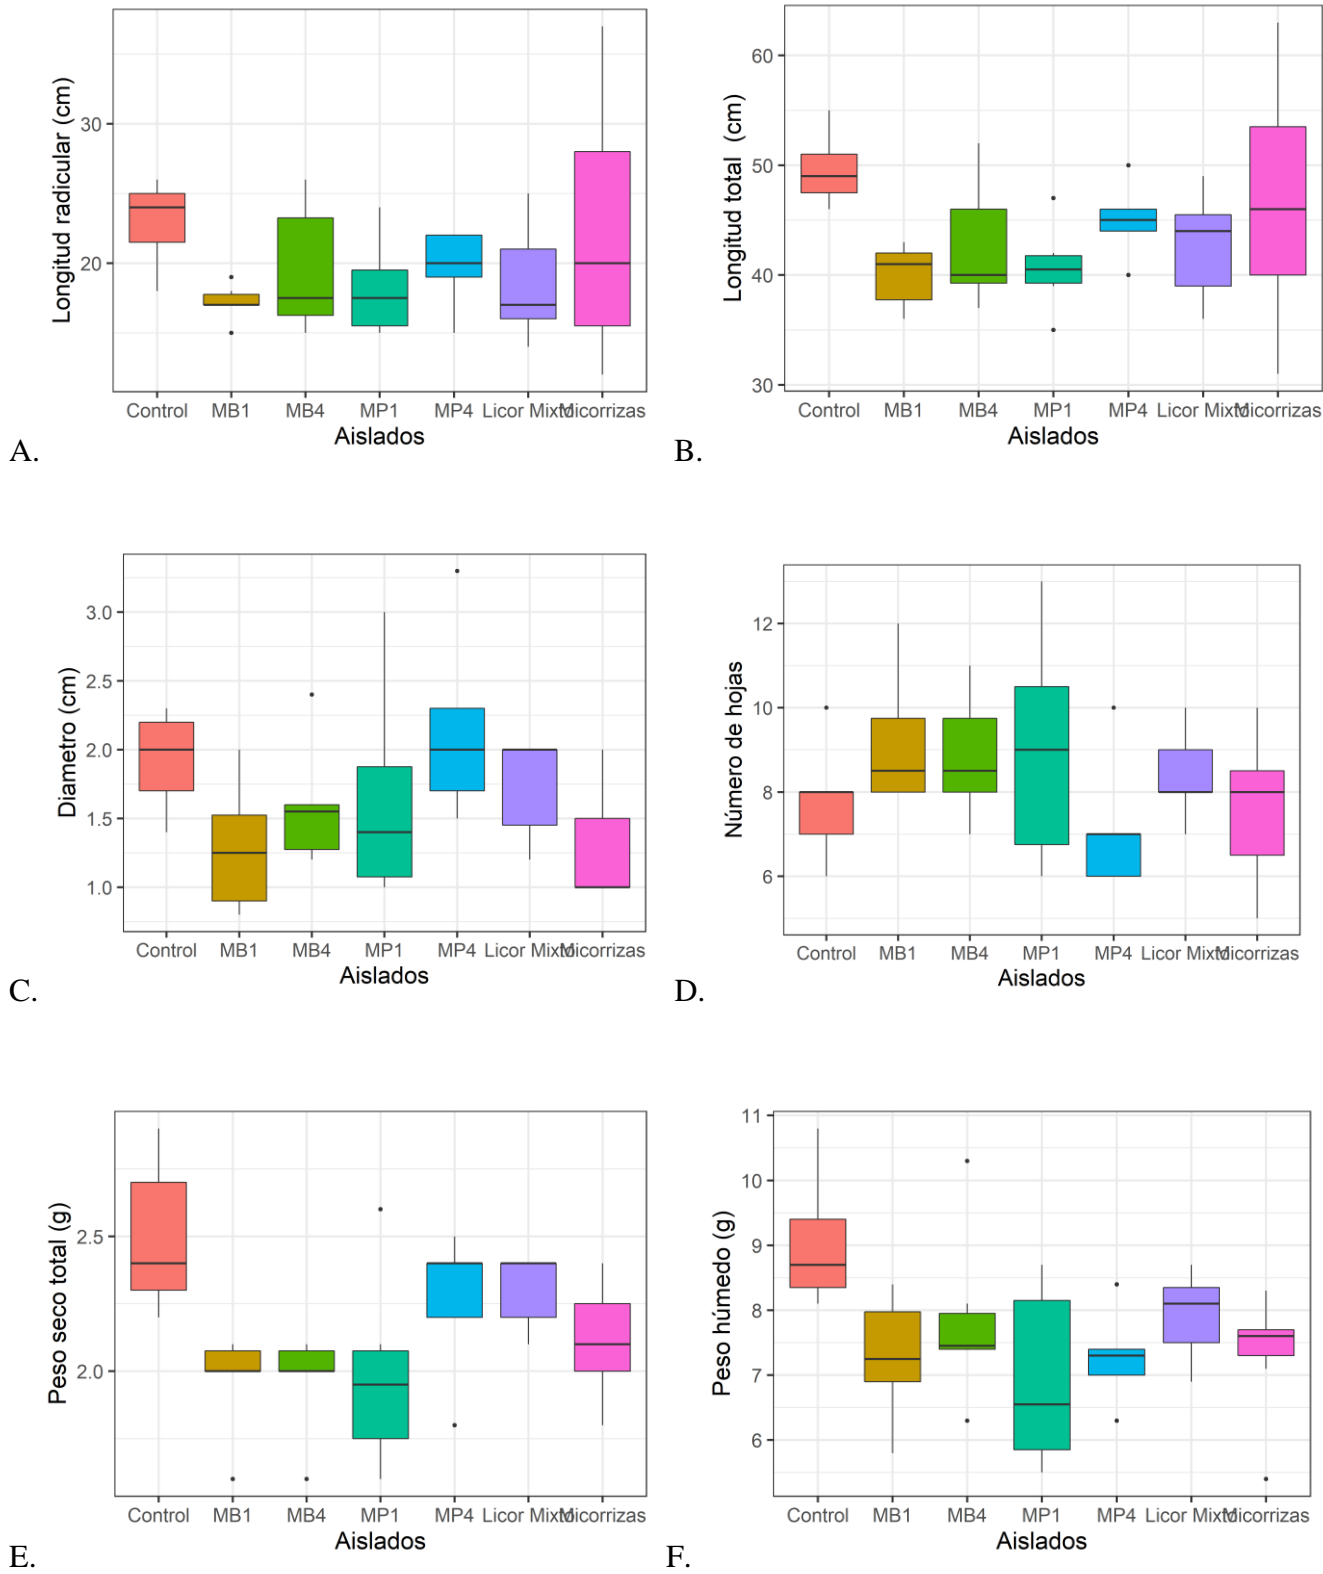 Longitud radicular (cm)
30
20
Control MB1 MB4 MP1 MP4 Licor Mixto Micorrizas
Aislados
A.
Longitud total (cm)
60
50
40
30
Control MB1 MB4 MP1 MP4 Licor Mixto Micorrizas
Aislados
B.
Diametro (cm)
3.0
2.5
2.0
1.5
1.0
Control MB1 MB4 MP1 MP4 Licor Mixto Micorrizas
Aislados
C.
Número de hojas
12
10
8
6
Control MB1 MB4 MP1 MP4 Licor Mixto Micorrizas
Aislados
D.
Peso seco total (g)
2.5
2.0
Control MB1 MB4 MP1 MP4 Licor Mixto Micorrizas
Aislados
E.
Peso húmedo (g)
11
10
9
8
7
6
Control MB1 MB4 MP1 MP4 Licor Mixto Micorrizas
Aislados
F.